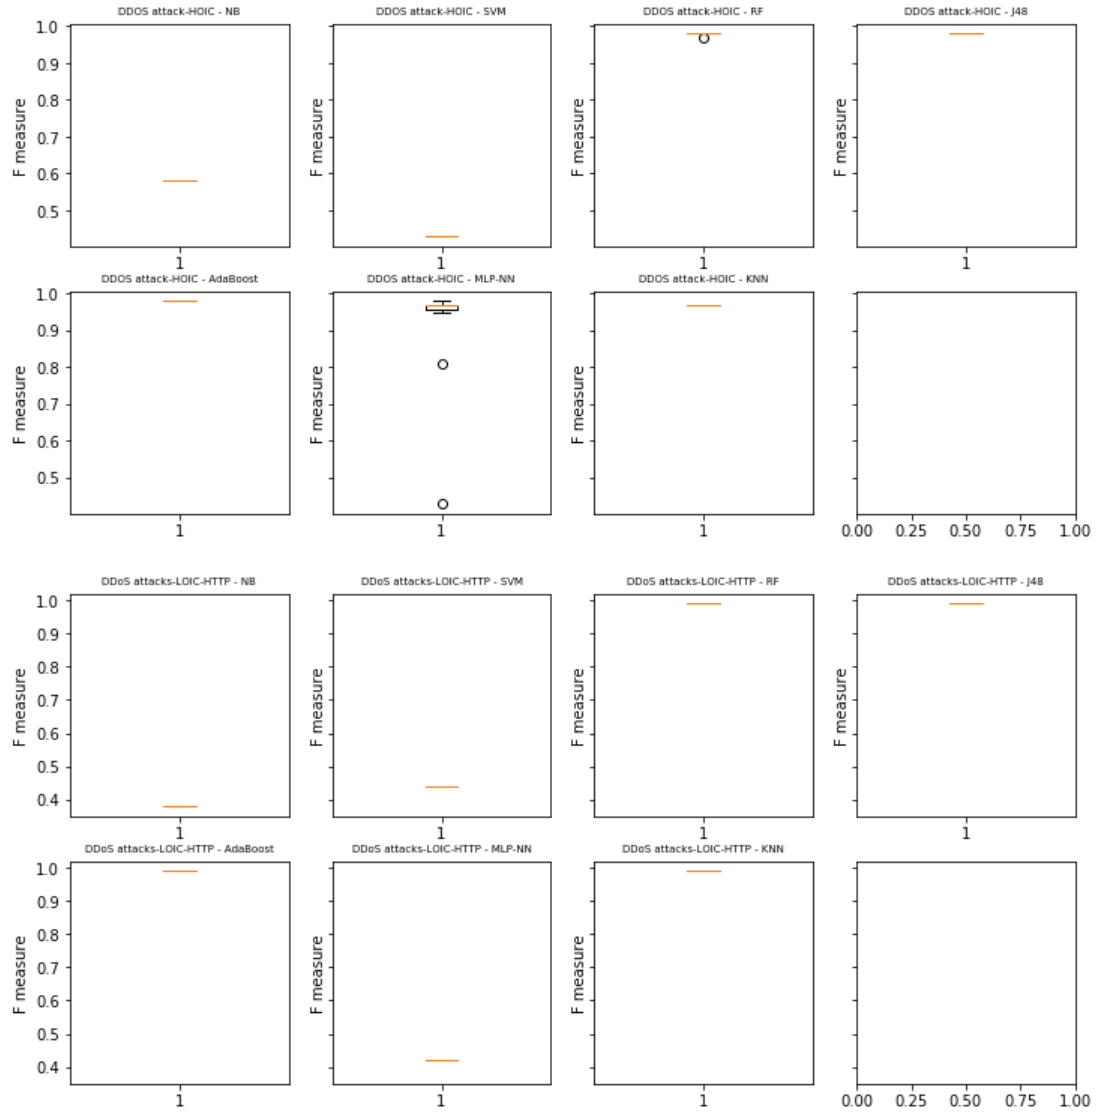 DDOS attack-HOIC - NB DDOS attack-HOIC - SVM DDOS attack-HOIC - RF DDOS attack-HOIC - J48
1.0
0.9
0.8
0.7
0.6
0.5
F measure F measure F measure F measure
1 1 1 1
DDOS attack-HOIC - AdaBoost DDOS attack-HOIC - MLP-NN DDOS attack-HOIC - KNN
1.0
0.9
0.8
0.7
0.6
0.5
F measure F measure F measure
1 1 1 0.00 0.25 0.50 0.75 1.00
DDoS attacks-LOIC-HTTP - NB DDoS attacks-LOIC-HTTP - SVM DDoS attacks-LOIC-HTTP - RF DDoS attacks-LOIC-HTTP - J48
1.0
0.9
0.8
0.7
0.6
0.5
0.4
F measure F measure F measure F measure
1 1 1 1
DDoS attacks-LOIC-HTTP - AdaBoost DDoS attacks-LOIC-HTTP - MLP-NN DDoS attacks-LOIC-HTTP - KNN
1.0
0.9
0.8
0.7
0.6
0.5
0.4
F measure F measure F measure
1 1 1 0.00 0.25 0.50 0.75 1.00